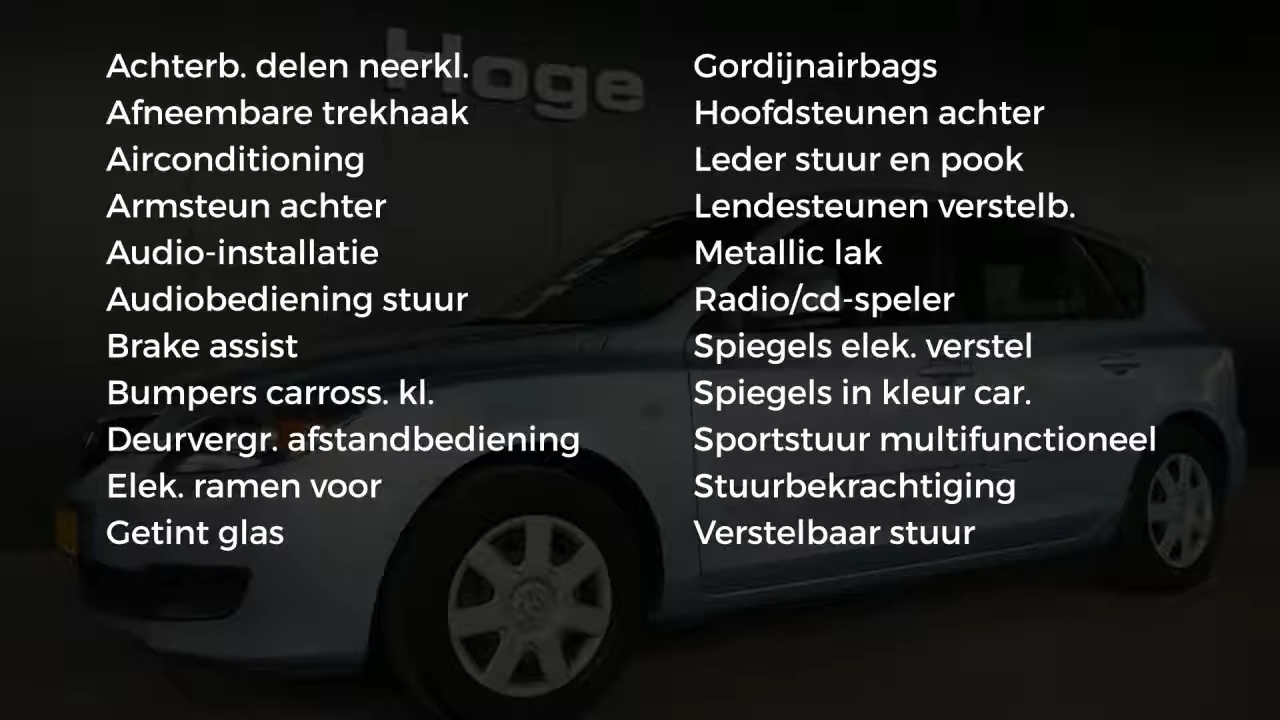 Hoge
Achterb. delen neerkl.
Afneembare trekhaak
Airconditioning
Armsteun achter
Audio-installatie
Audiobediening stuur
Brake assist
Bumpers carross. kl.
Deurvergr. afstandbediening
Elek. ramen voor
Getint glas
Gordijnairbags
Hoofdsteunen achter
Leder stuur en pook
Lendesteunen verstelb.
Metallic lak
Radio/cd-speler
Spiegels elek. verstel
Spiegels in kleur car.
Sportstuur multifunctioneel
Stuurbekrachtiging
Verstelbaar stuur